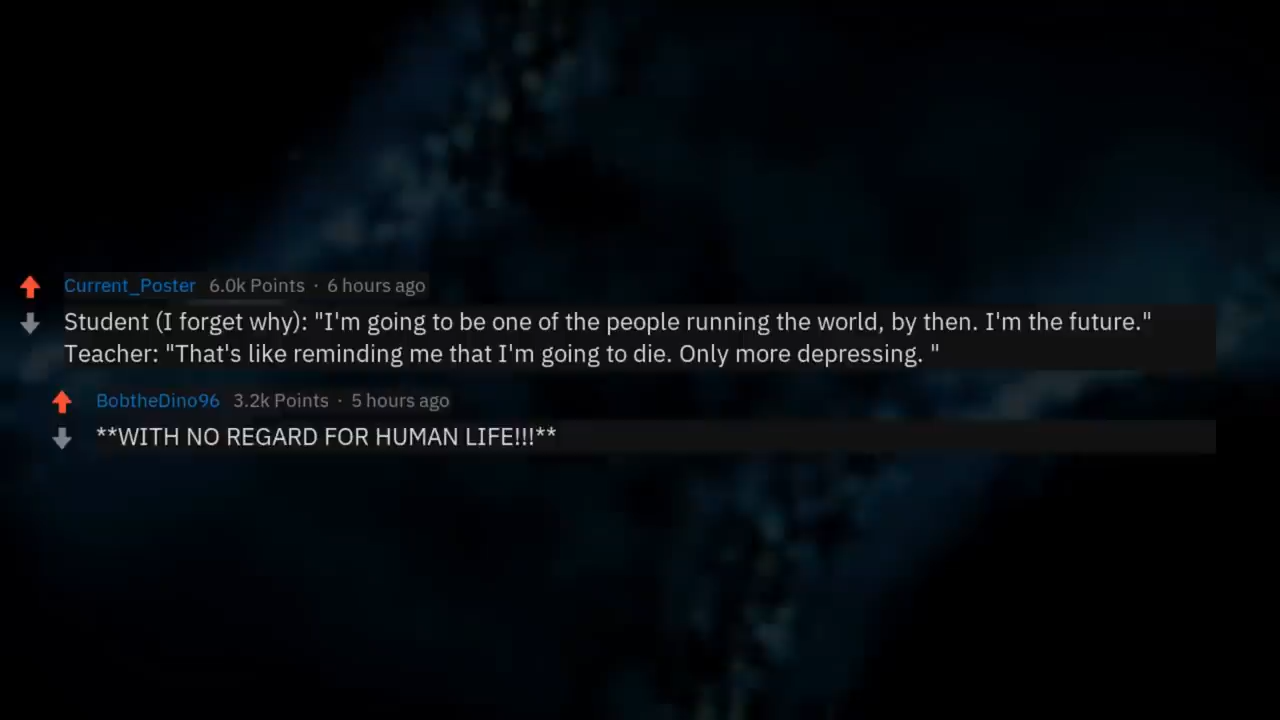 Current_Poster 6.0k Points · 6 hours ago
Student (I forget why): "I'm going to be one of the people running the world, by then. I'm the future."
Teacher: "That's like reminding me that I'm going to die. Only more depressing. "
BobtheDino96 3.2k Points · 5 hours ago
**WITH NO REGARD FOR HUMAN LIFE!!!**